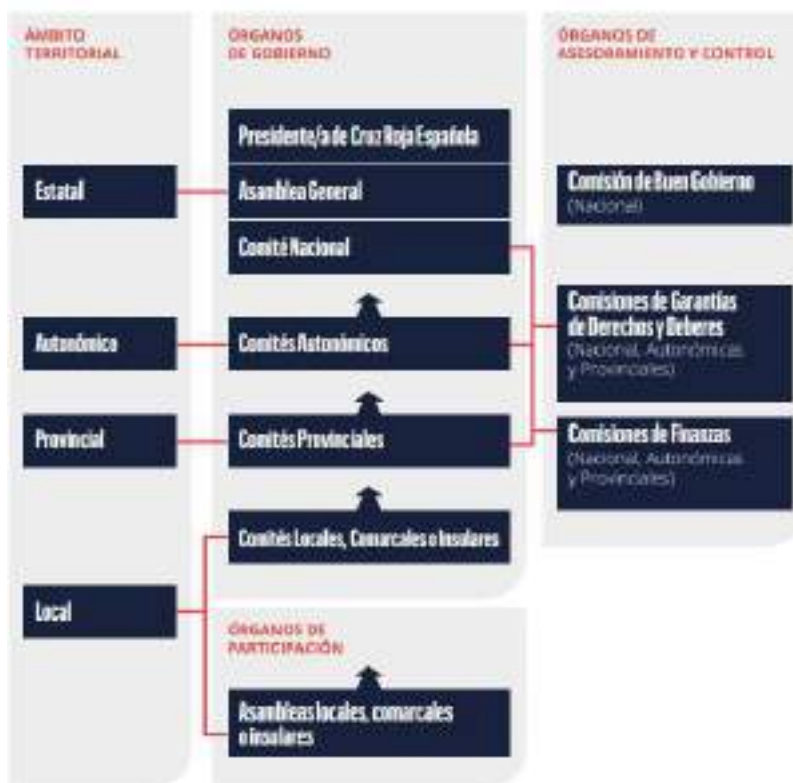 ÁMBITO
TERRITORIAL
Estatal
Autonómico
Provincial
Local
ÓRGANOS
DE GOBIERNO
Presidente/a de Cruz Roja Española
Asamblea General
Comité Nacional
Comités Autonómicos
Comités Provinciales
Comités Locales, Comarcales o Insulares
ÓRGANOS DE
PARTICIPACIÓN
Asambleas locales, comarcales
o insulares
ÓRGANOS DE
ASESORAMIENTO Y CONTROL
Comisión de Buen Gobierno
(Nacional)
Comisiones de Garantías
de Derechos y Deberes
(Nacional, Autonómicas
y Provinciales)
Comisiones de Finanzas
(Nacional, Autonómicas
y Provinciales)